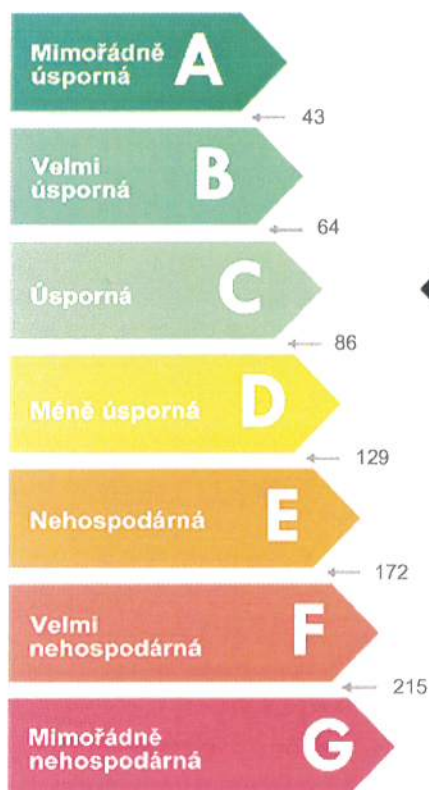 Mimořádně
úsporná
A
43
Velmi
úsporná
B
64
Úsporná
C
86
Méně úsporná
D
129
Nehospodárná
E
172
Velmi
nehospodárná
F
215
Mimořádně
nehospodárná
G